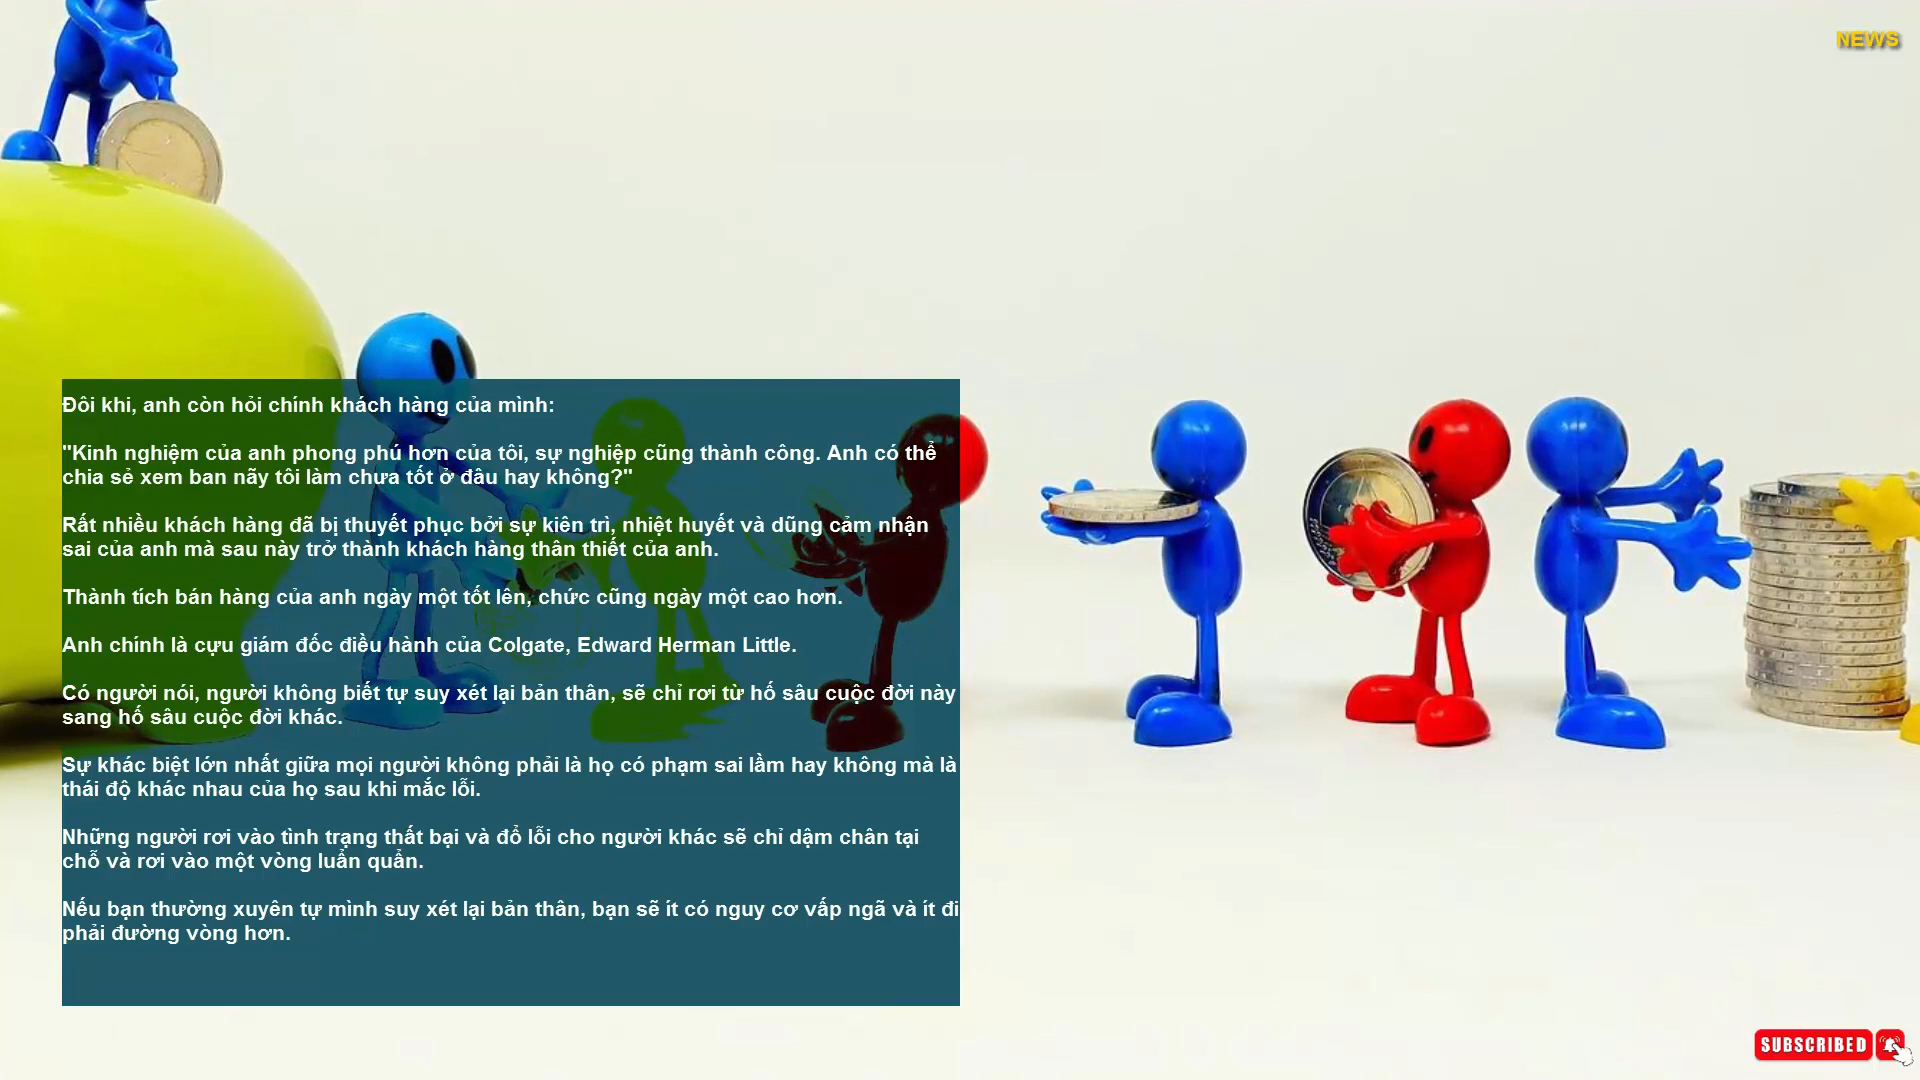 NEWS
Đôi khi, anh còn hỏi chính khách hàng của mình:
"Kinh nghiệm của anh phong phú hơn của tôi, sự nghiệp cũng thành công. Anh có thể
chia sẻ xem ban nãy tôi làm chưa tốt ở đâu hay không?"
Rất nhiều khách hàng đã bị thuyết phục bởi sự kiên trì, nhiệt huyết và dũng cảm nhận
sai của anh mà sau này trở thành khách hàng thân thiết của anh.
Thành tích bán hàng của anh ngày một tốt lên, chức cũng ngày một cao hơn.
Anh chính là cựu giám đốc điều hành của Colgate, Edward Herman Little.
Có người nói, người không biết tự suy xét lại bản thân, sẽ chỉ rơi từ hố sâu cuộc đời này
sang hố sâu cuộc đời khác.
Sự khác biệt lớn nhất giữa mọi người không phải là họ có phạm sai lầm hay không mà là
thái độ khác nhau của họ sau khi mắc lỗi.
Những người rơi vào tình trạng thất bại và đổ lỗi cho người khác sẽ chỉ dậm chân tại
chỗ và rơi vào một vòng luẩn quẩn.
Nếu bạn thường xuyên tự mình suy xét lại bản thân, bạn sẽ ít có nguy cơ vấp ngã và ít đi
phải đường vòng hơn.
SUBSCRIBED